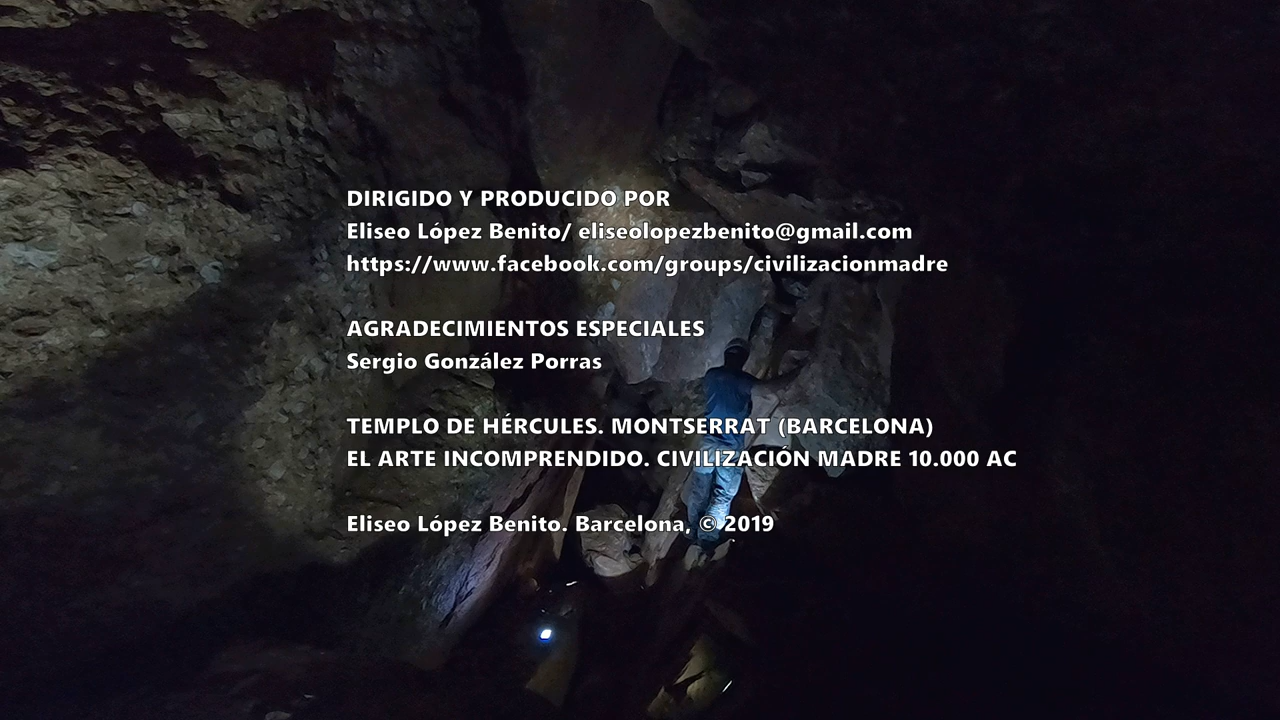 DIRIGIDO Y PRODUCIDO POR
Eliseo López Benito/ eliseolopezbenito@gmail.com
https://www.facebook.com/groups/civilizacionmadre
AGRADECIMIENTOS ESPECIALES
Sergio González Porras
TEMPLO DE HÉRCULES. MONTSERRAT (BARCELONA)
EL ARTE INCOMPRENDIDO. CIVILIZACIÓN MADRE 10.000 AC
Eliseo López Benito. Barcelona, © 2019